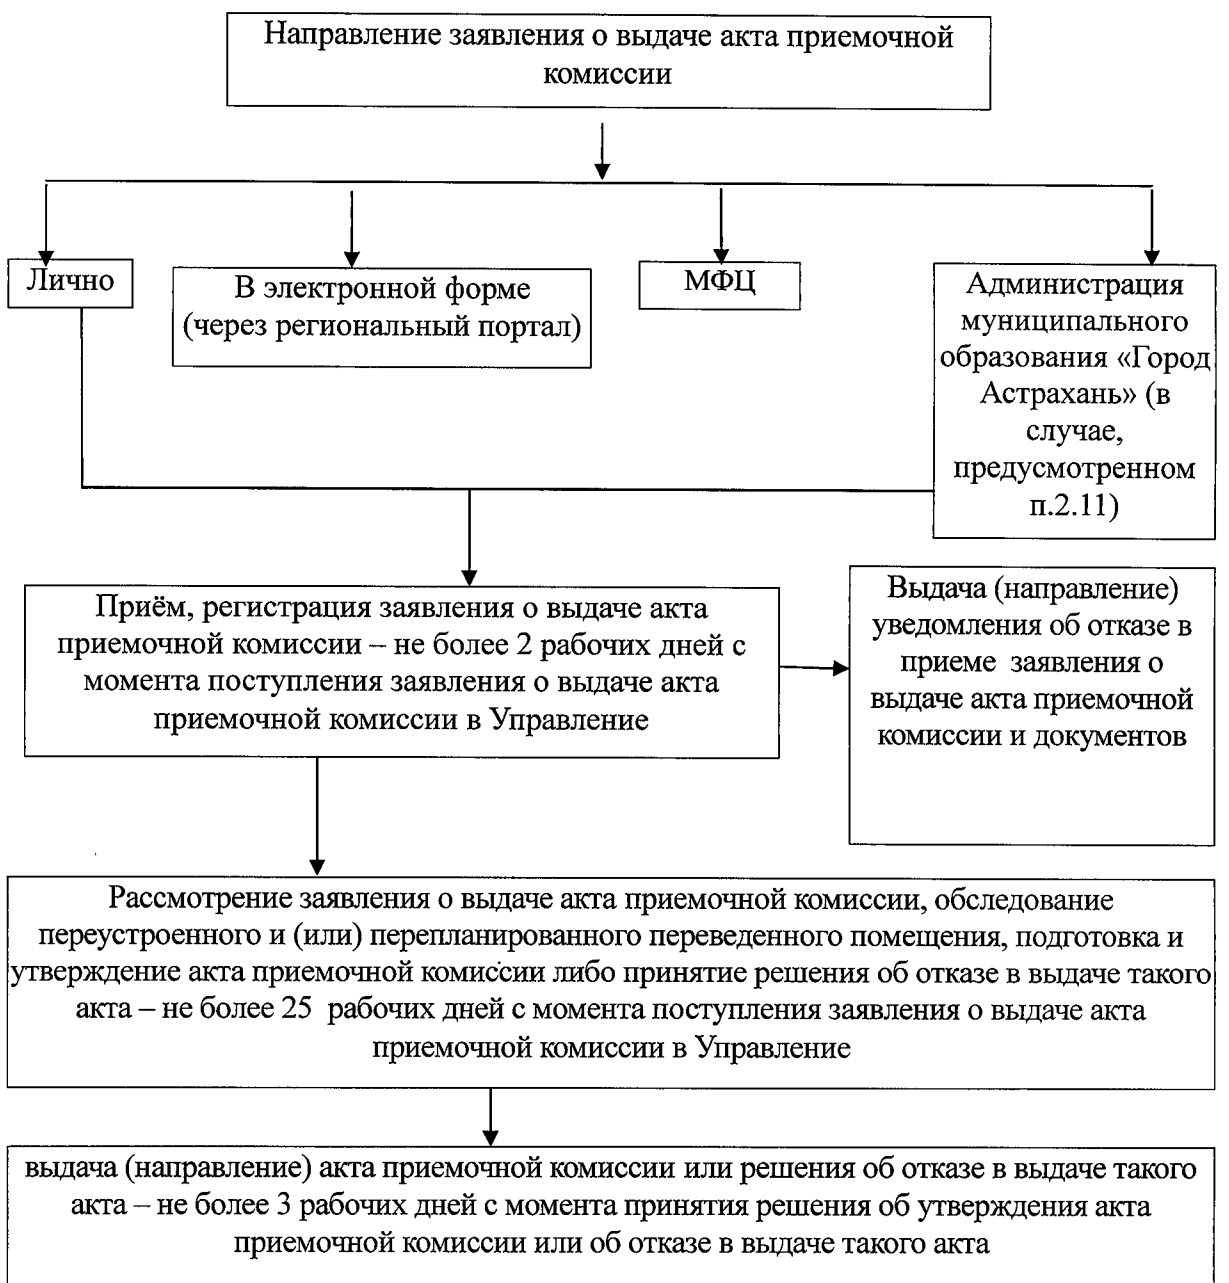 Направление заявления о выдаче акта приемочной
комиссии
Лично
В электронной форме
(через региональный портал)
МФЦ
Администрация
муниципального
образования «Город
Астрахань» (в
случае,
предусмотренном
п.2.11)
Приём, регистрация заявления о выдаче акта
приемочной комиссии – не более 2 рабочих дней с
момента поступления заявления о выдаче акта
приемочной комиссии в Управление
Выдача (направление)
уведомления об отказе в
приеме заявления о
выдаче акта приемочной
комиссии и документов
Рассмотрение заявления о выдаче акта приемочной комиссии, обследование
переустроенного и (или) перепланированного переведенного помещения, подготовка и
утверждение акта приемочной комиссии либо принятие решения об отказе в выдаче такого
акта – не более 25 рабочих дней с момента поступления заявления о выдаче акта
приемочной комиссии в Управление
выдача (направление) акта приемочной комиссии или решения об отказе в выдаче такого
акта – не более 3 рабочих дней с момента принятия решения об утверждения акта
приемочной комиссии или об отказе в выдаче такого акта